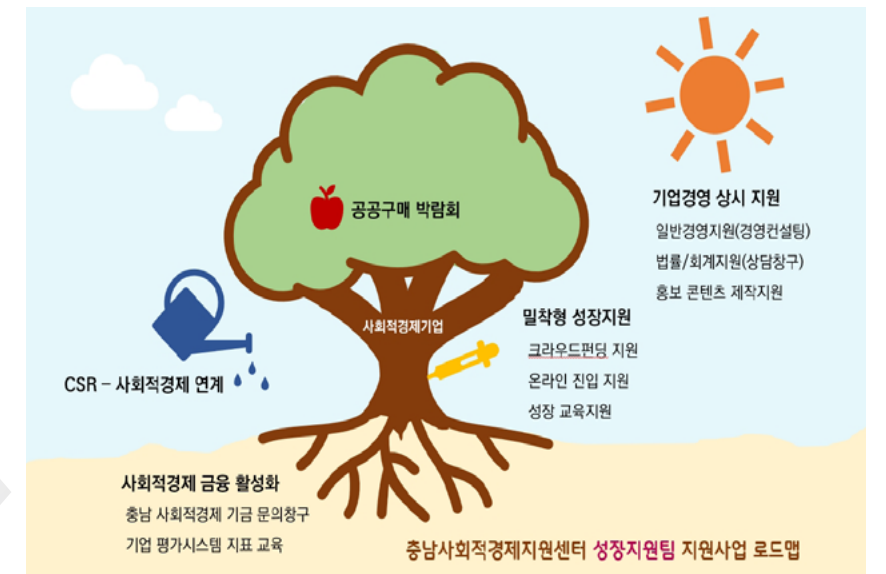 공공구매 박람회
기업경영 상시 지원
일반경영지원(경영컨설팅)
법률/회계지원(상담창구)
홍보 콘텐츠 제작지원
사회적경제기업
밀착형 성장지원
크라우드펀딩 지원
온라인 진입 지원
성장 교육지원
CSR – 사회적경제 연계
사회적경제 금융 활성화
충남 사회적경제 기금 문의창구
기업 평가시스템 지표 교육
충남사회적경제지원센터 성장지원팀 지원사업 로드맵